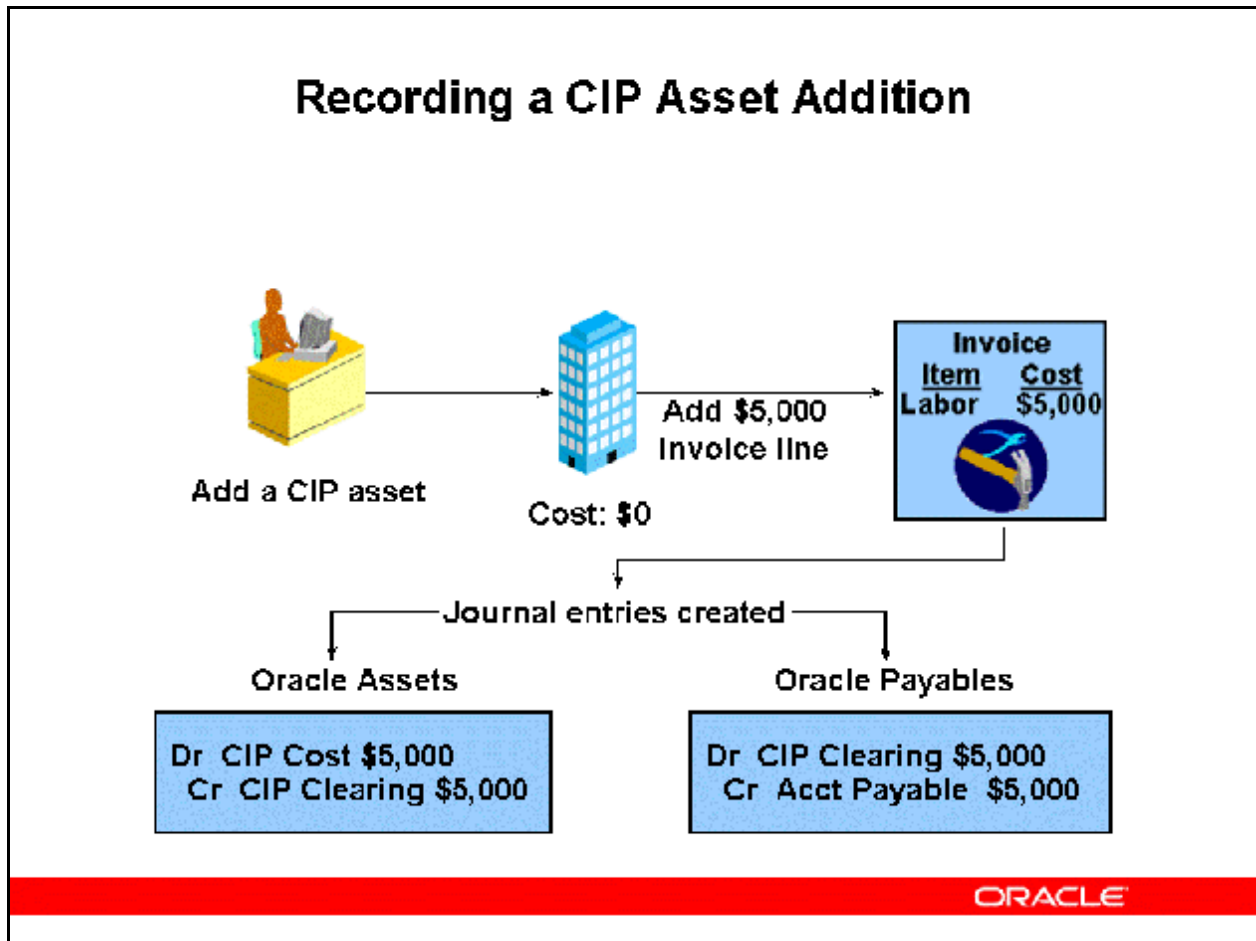 Recording a CIP Asset Addition
Add a CIP asset
Cost: $0
Add $5,000
Invoice line
Invoice
Item Cost
Labor $5,000
Journal entries created
Oracle Assets
Dr CIP Cost $5,000
Cr CIP Clearing $5,000
Oracle Payables
Dr CIP Clearing $5,000
Cr Acct Payable $5,000
ORACLE